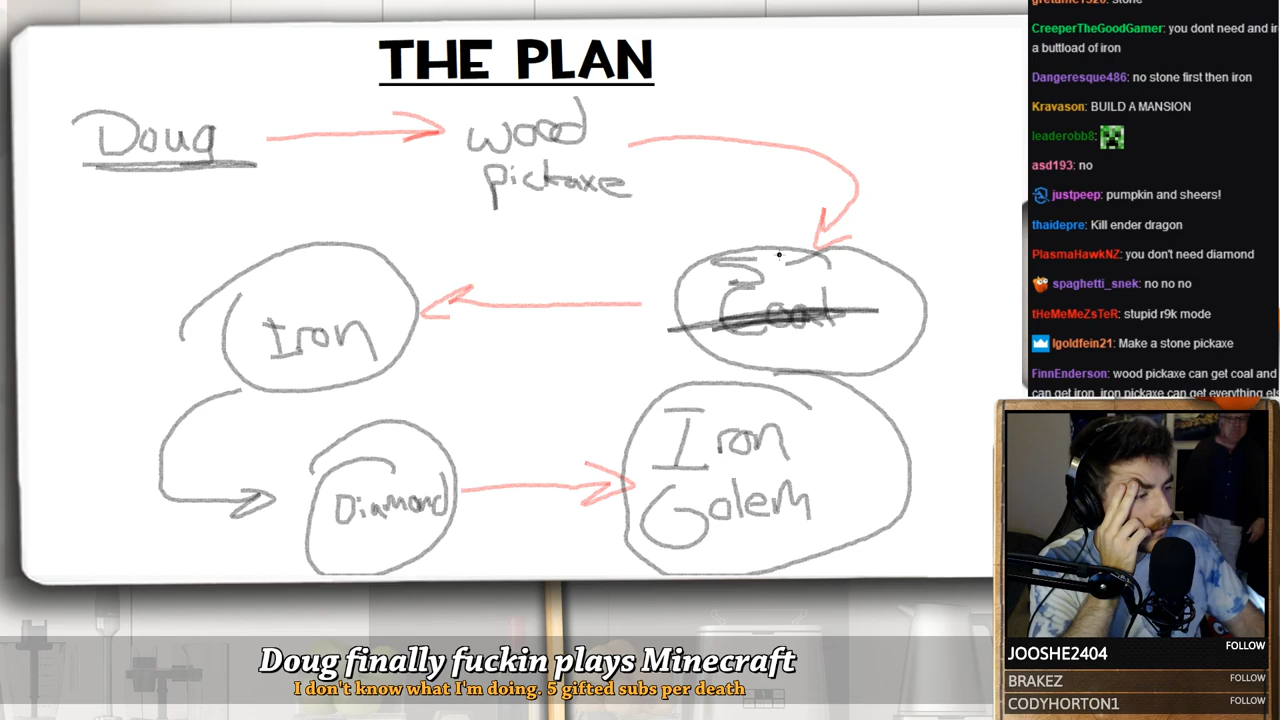 THE PLAN
Doug
wood
pickaxe
Coal
Iron
Diamond
Iron
Golem
CreeperTheGoodGamer: you dont need and ir
a buttload of iron
Dangeresque486: no stone first then iron
Kravason: BUILD A MANSION
leaderobb8:
asd193: no
justpeep: pumpkin and sheers!
thaidepre: Kill ender dragon
PlasmaHawkNZ: you don't need diamond
spaghetti_snek: no no no
tHeMeMeZsTeR: stupid r9k mode
lgoldfein21: Make a stone pickaxe
FinnEnderson: wood pickaxe can get coal and
can get iron, iron pickaxe can get everything els
JOOSHE2404 FOLLOW
BRAKEZ FOLLOW
CODYHORTON1 FOLLOW
Doug finally fuckin plays Minecraft
I don't know what I'm doing. 5 gifted subs per death